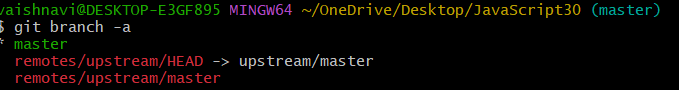 vaishnavi@DESKTOP-E3GF895 MINGW64 ~/OneDrive/Desktop/JavaScript30 (master)
$ git branch -a
* master
  remotes/upstream/HEAD -> upstream/master
  remotes/upstream/master